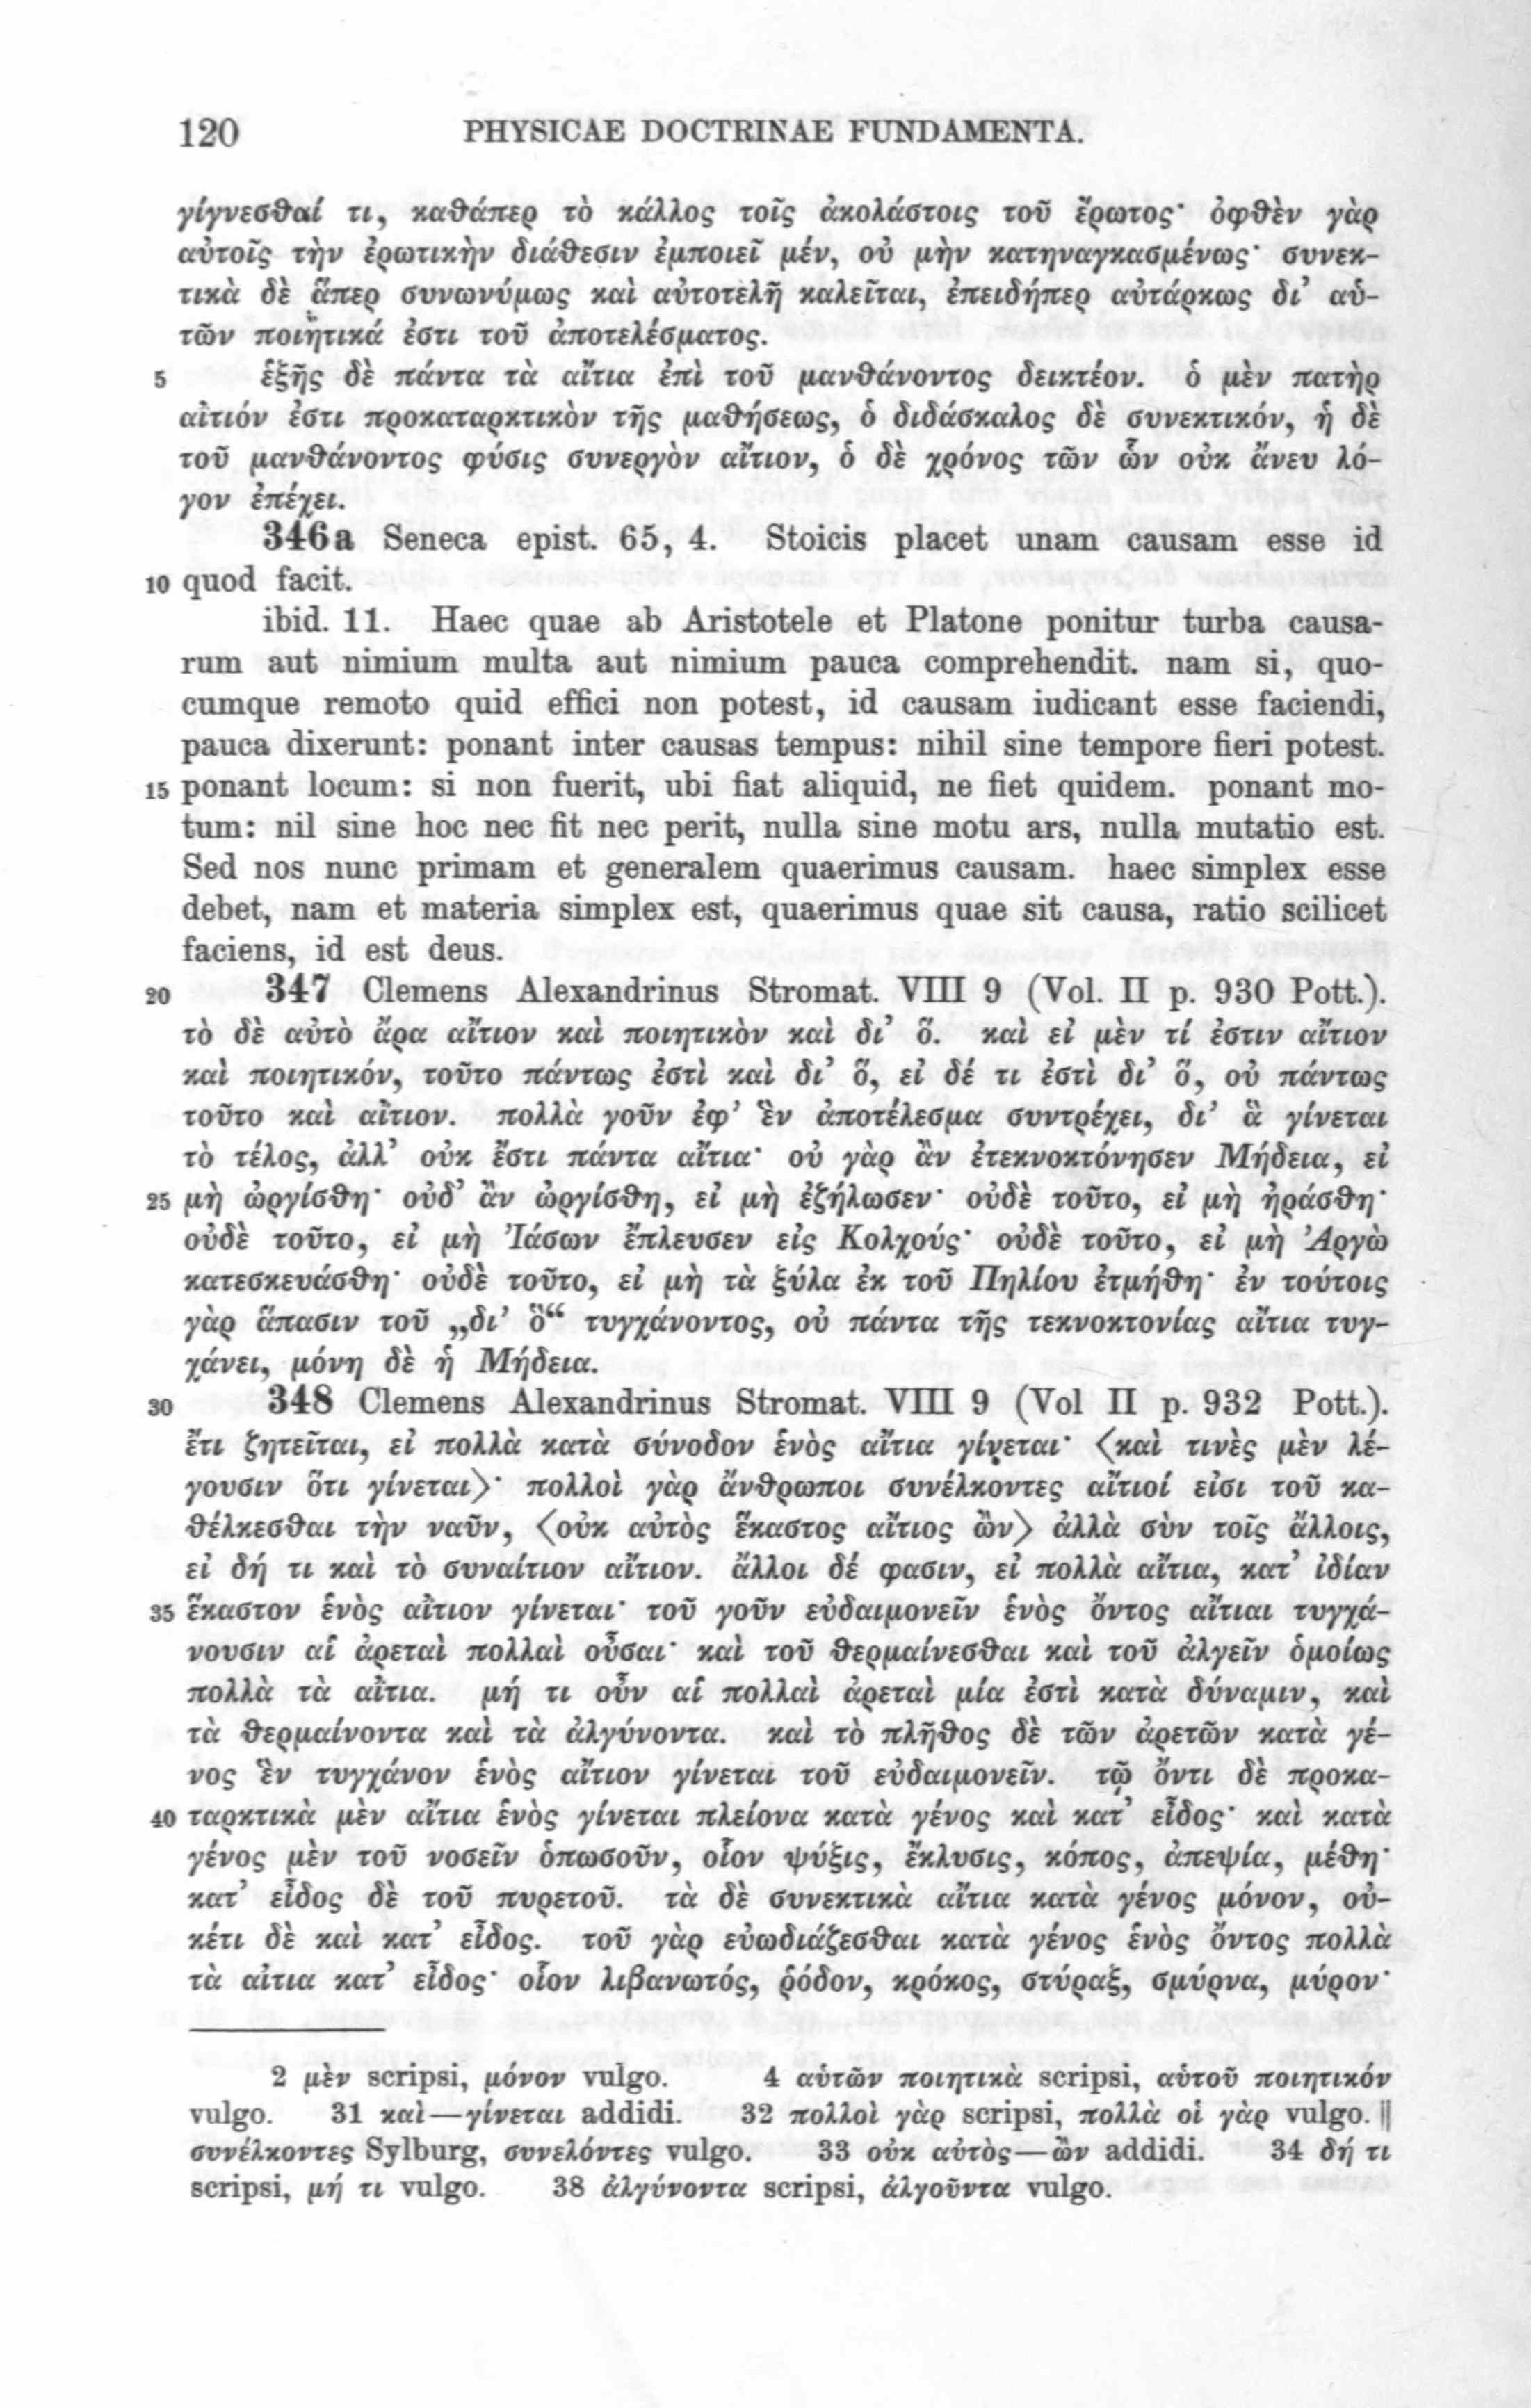 120 PHYSICAE DOCTRINAE FUNDAMENTA.
γίγνεσθαί τι, καθάπερ τὸ κάλλος τοῖς ἀκολάστοις τοῦ ἔρωτος· ὀφθὲν γὰρ
αὐτοῖς τὴν ἐρωτικὴν διάθεσιν ἐμποιεῖ μέν, οὐ μὴν κατηναγκασμένως· συνεκ-
τικὰ δὲ ἅπερ συνωνύμως καὶ αὐτοτελῆ καλεῖται, ἐπειδήπερ αὐτάρκως δι’ αὑ-
τῶν ποιητικά ἐστι τοῦ ἀποτελέσματος.
5 ἑξῆς δὲ πάντα τὰ αἴτια ἐπὶ τοῦ μανθάνοντος δεικτέον. ὁ μὲν πατὴρ
αἴτιόν ἐστι προκαταρκτικὸν τῆς μαθήσεως, ὁ διδάσκαλος δὲ συνεκτικόν, ἡ δὲ
τοῦ μανθάνοντος φύσις συνεργὸν αἴτιον, ὁ δὲ χρόνος τῶν ὧν οὐκ ἄνευ λό-
γον ἐπέχει.
346a Seneca epist. 65, 4. Stoicis placet unam causam esse id
10 quod facit.
ibid. 11. Haec quae ab Aristotele et Platone ponitur turba causa-
rum aut nimium multa aut nimium pauca comprehendit. nam si, quo-
cumque remoto quid effici non potest, id causam iudicant esse faciendi,
pauca dixerunt: ponant inter causas tempus: nihil sine tempore fieri potest.
15 ponant locum: si non fuerit, ubi fiat aliquid, ne fiet quidem. ponant mo-
tum: nil sine hoc nec fit nec perit, nulla sine motu ars, nulla mutatio est.
Sed nos nunc primam et generalem quaerimus causam. haec simplex esse
debet, nam et materia simplex est, quaerimus quae sit causa, ratio scilicet
faciens, id est deus.
20 347 Clemens Alexandrinus Stromat. VIII 9 (Vol. II p. 930 Pott.).
τὸ δὲ αὐτὸ ἄρα αἴτιον καὶ ποιητικὸν καὶ δι’ ὅ. καὶ εἰ μὲν τί ἐστιν αἴτιον
καὶ ποιητικόν, τοῦτο πάντως ἐστὶ καὶ δι’ ὅ, εἰ δέ τι ἐστὶ δι’ ὅ, οὐ πάντως
τοῦτο καὶ αἴτιον. πολλὰ γοῦν ἐφ’ ἓν ἀποτέλεσμα συντρέχει, δι’ ἃ γίνεται
τὸ τέλος, ἀλλ’ οὐκ ἔστι πάντα αἴτια· οὐ γὰρ ἂν ἐτεκνοκτόνησεν Μήδεια, εἰ
25 μὴ ὠργίσθη· οὐδ’ ἂν ὠργίσθη, εἰ μὴ ἐζήλωσεν· οὐδὲ τοῦτο, εἰ μὴ ἠράσθη·
οὐδὲ τοῦτο, εἰ μὴ Ἰάσων ἔπλευσεν εἰς Κολχούς· οὐδὲ τοῦτο, εἰ μὴ Ἀργὼ
κατεσκευάσθη· οὐδὲ τοῦτο, εἰ μὴ τὰ ξύλα ἐκ τοῦ Πηλίου ἐτμήθη· ἐν τούτοις
γὰρ ἅπασιν τοῦ „δι’ ὃ“ τυγχάνοντος, οὐ πάντα τῆς τεκνοκτονίας αἴτια τυγ-
χάνει, μόνη δὲ ἡ Μήδεια.
30 348 Clemens Alexandrinus Stromat. VIII 9 (Vol II p. 932 Pott.).
ἔτι ζητεῖται, εἰ πολλὰ κατὰ σύνοδον ἑνὸς αἴτια γίνεται· 〈καὶ τινὲς μὲν λέ-
γουσιν ὅτι γίνεται〉· πολλοὶ γὰρ ἄνθρωποι συνέλκοντες αἴτιοί εἰσι τοῦ κα-
θέλκεσθαι τὴν ναῦν, 〈οὐκ αὐτὸς ἕκαστος αἴτιος ὢν〉 ἀλλὰ σὺν τοῖς ἄλλοις,
εἰ δή τι καὶ τὸ συναίτιον αἴτιον. ἄλλοι δέ φασιν, εἰ πολλὰ αἴτια, κατ’ ἰδίαν
35 ἕκαστον ἑνὸς αἴτιον γίνεται· τοῦ γοῦν εὐδαιμονεῖν ἑνὸς ὄντος αἴτιαι τυγχά-
νουσιν αἱ ἀρεταὶ πολλαὶ οὖσαι· καὶ τοῦ θερμαίνεσθαι καὶ τοῦ ἀλγεῖν ὁμοίως
πολλὰ τὰ αἴτια. μή τι οὖν αἱ πολλαὶ ἀρεταὶ μία ἐστὶ κατὰ δύναμιν, καὶ
τὰ θερμαίνοντα καὶ τὰ ἀλγύνοντα. καὶ τὸ πλῆθος δὲ τῶν ἀρετῶν κατὰ γέ-
νος ἓν τυγχάνον ἑνὸς αἴτιον γίνεται τοῦ εὐδαιμονεῖν. τῷ ὄντι δὲ προκα-
40 ταρκτικὰ μὲν αἴτια ἑνὸς γίνεται πλείονα κατὰ γένος καὶ κατ’ εἶδος· καὶ κατὰ
γένος μὲν τοῦ νοσεῖν ὁπωσοῦν, οἷον ψύξις, ἔκλυσις, κόπος, ἀπεψία, μέθη·
κατ’ εἶδος δὲ τοῦ πυρετοῦ. τὰ δὲ συνεκτικὰ αἴτια κατὰ γένος μόνον, οὐ-
κέτι δὲ καὶ κατ’ εἶδος. τοῦ γὰρ εὐωδιάζεσθαι κατὰ γένος ἑνὸς ὄντος πολλὰ
τὰ αἴτια κατ’ εἶδος· οἷον λιβανωτός, ῥόδον, κρόκος, στύραξ, σμύρνα, μύρον·
2 μὲν scripsi, μόνον vulgo. 4 αὑτῶν ποιητικὰ scripsi, αὑτοῦ ποιητικόν
vulgo. 31 καὶ—γίνεται addidi. 32 πολλοὶ γὰρ scripsi, πολλὰ οἱ γὰρ vulgo. ||
συνέλκοντες Sylburg, συνελόντες vulgo. 33 οὐκ αὐτὸς—ὢν addidi. 34 δή τι
scripsi, μή τι vulgo. 38 ἀλγύνοντα scripsi, ἀλγοῦντα vulgo.